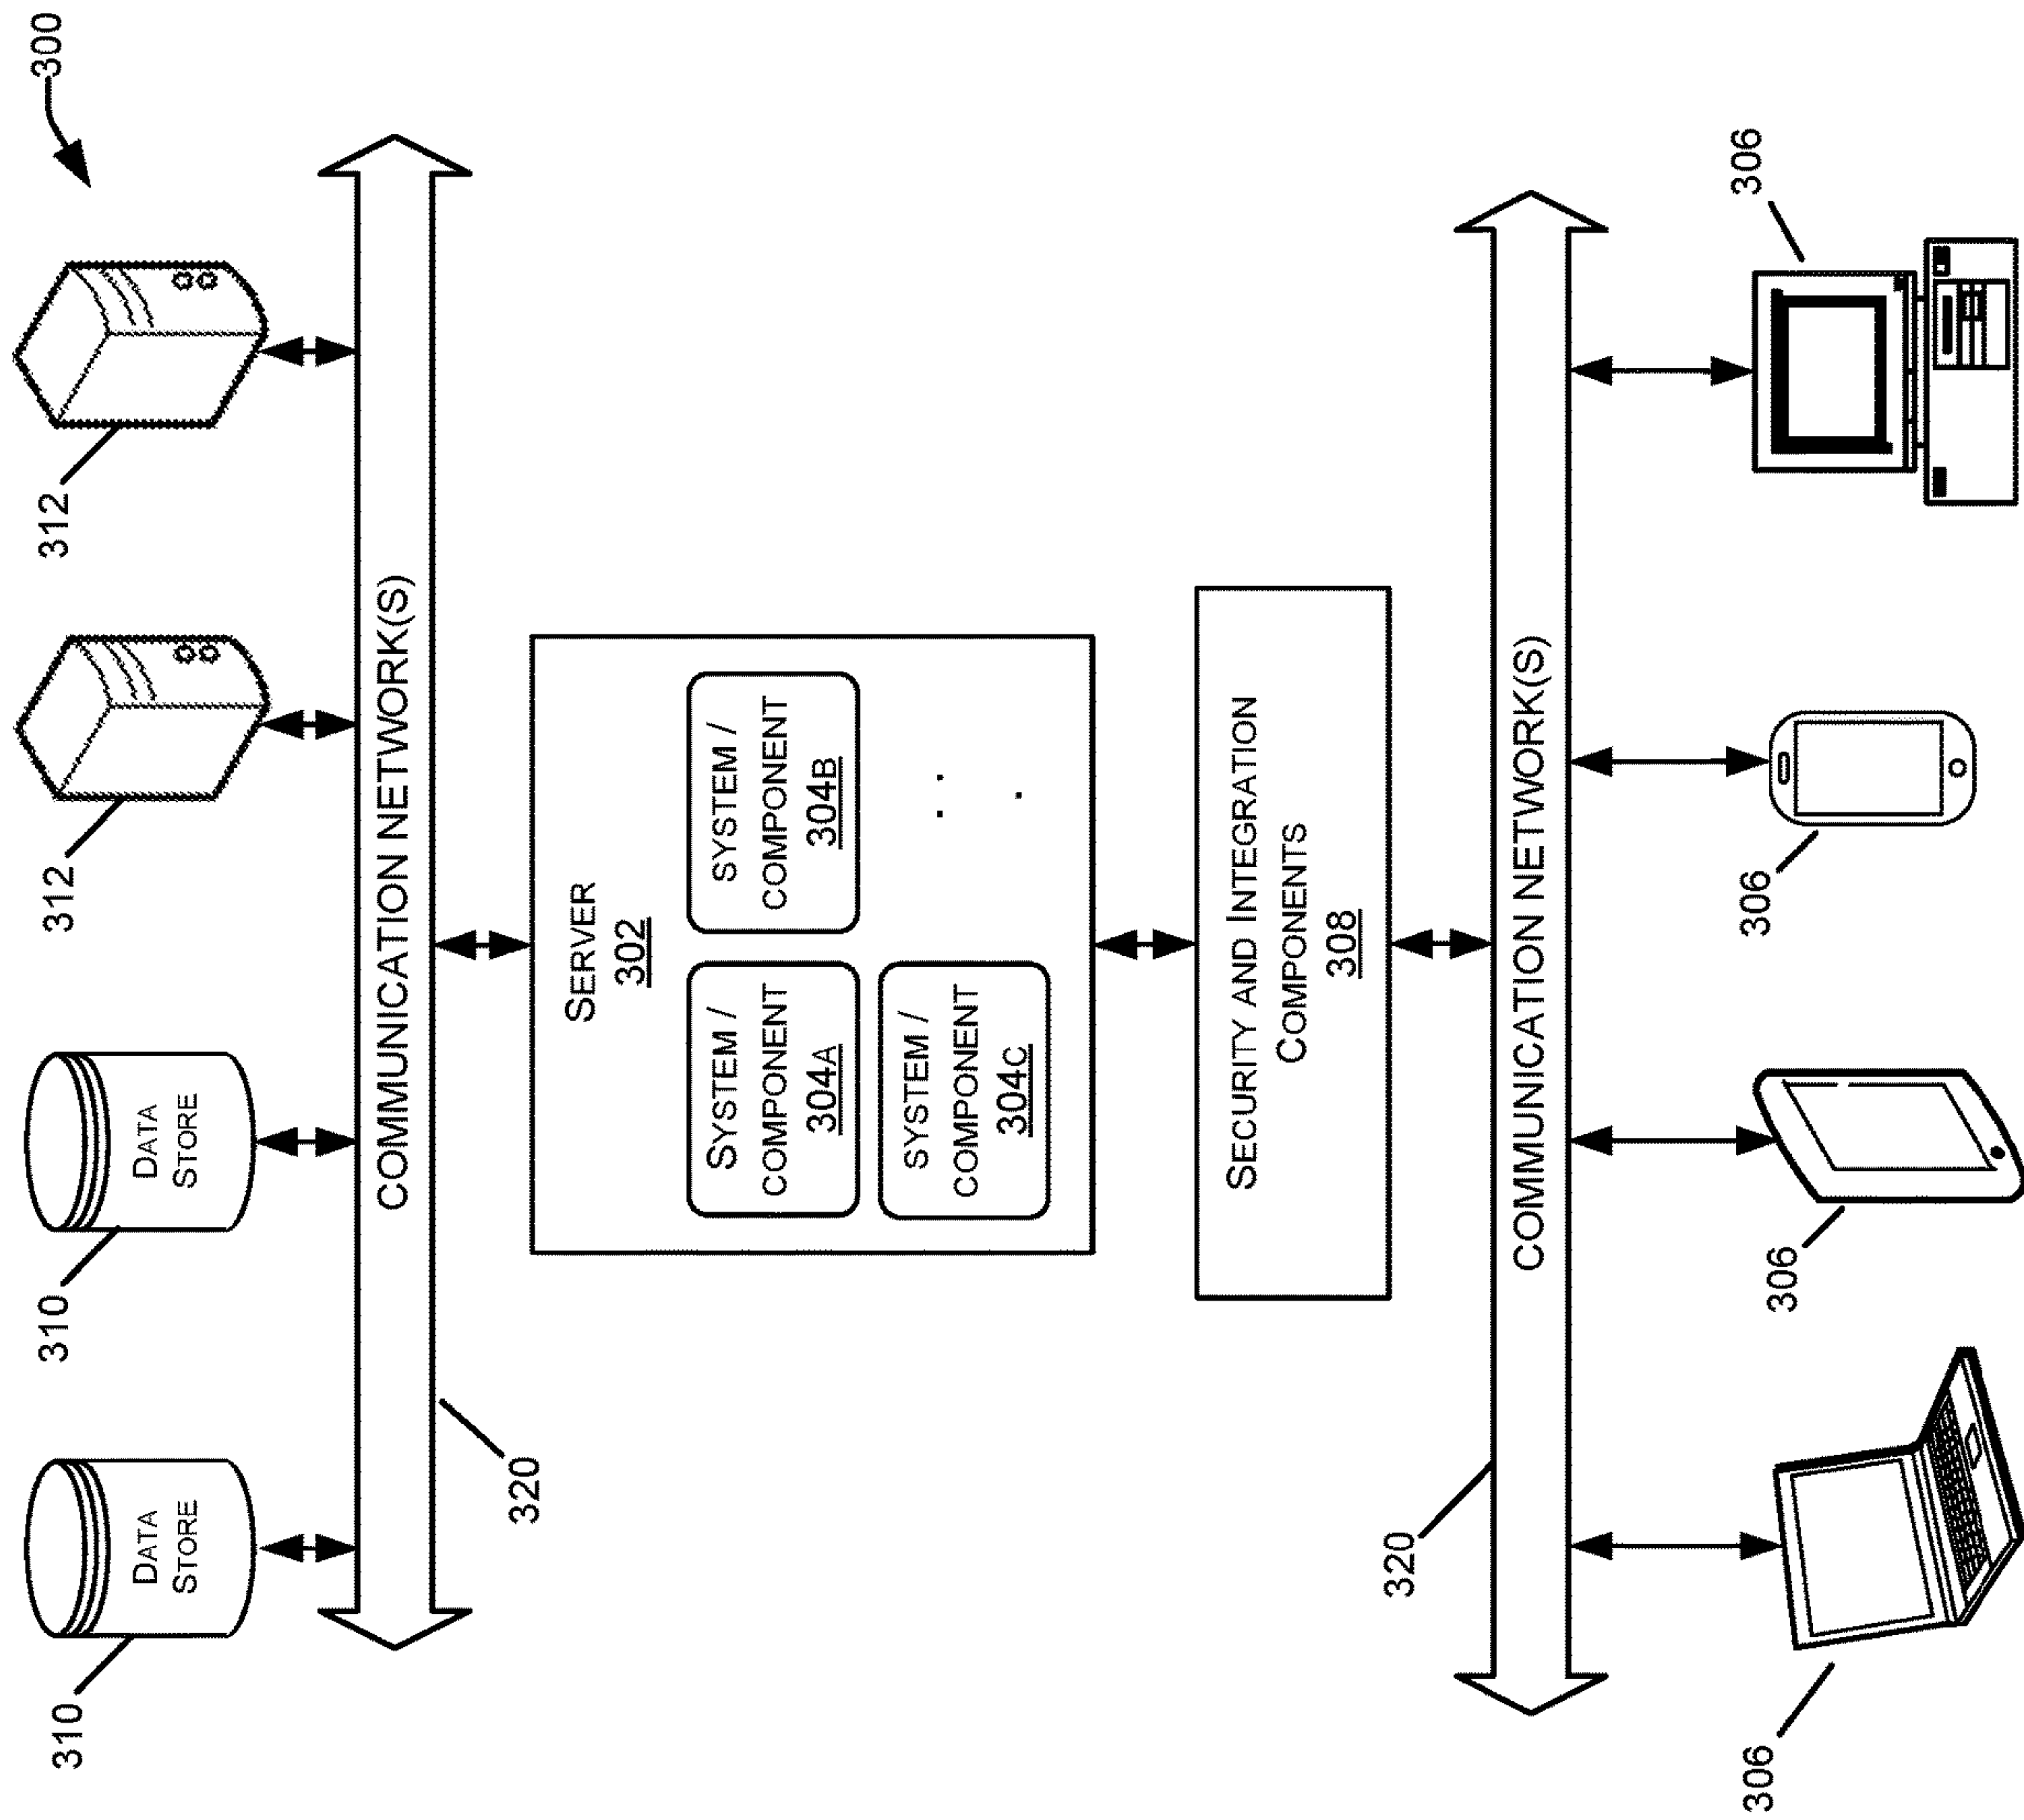 300
310
310
312
312
DATA
STORE
DATA
STORE
COMMUNICATION NETWORK(S)
320
SERVER
302
SYSTEM /
COMPONENT
304A
SYSTEM /
COMPONENT
304B
SYSTEM /
COMPONENT
304C
SECURITY AND INTEGRATION
COMPONENTS
308
320
COMMUNICATION NETWORK(S)
306
306
306
306